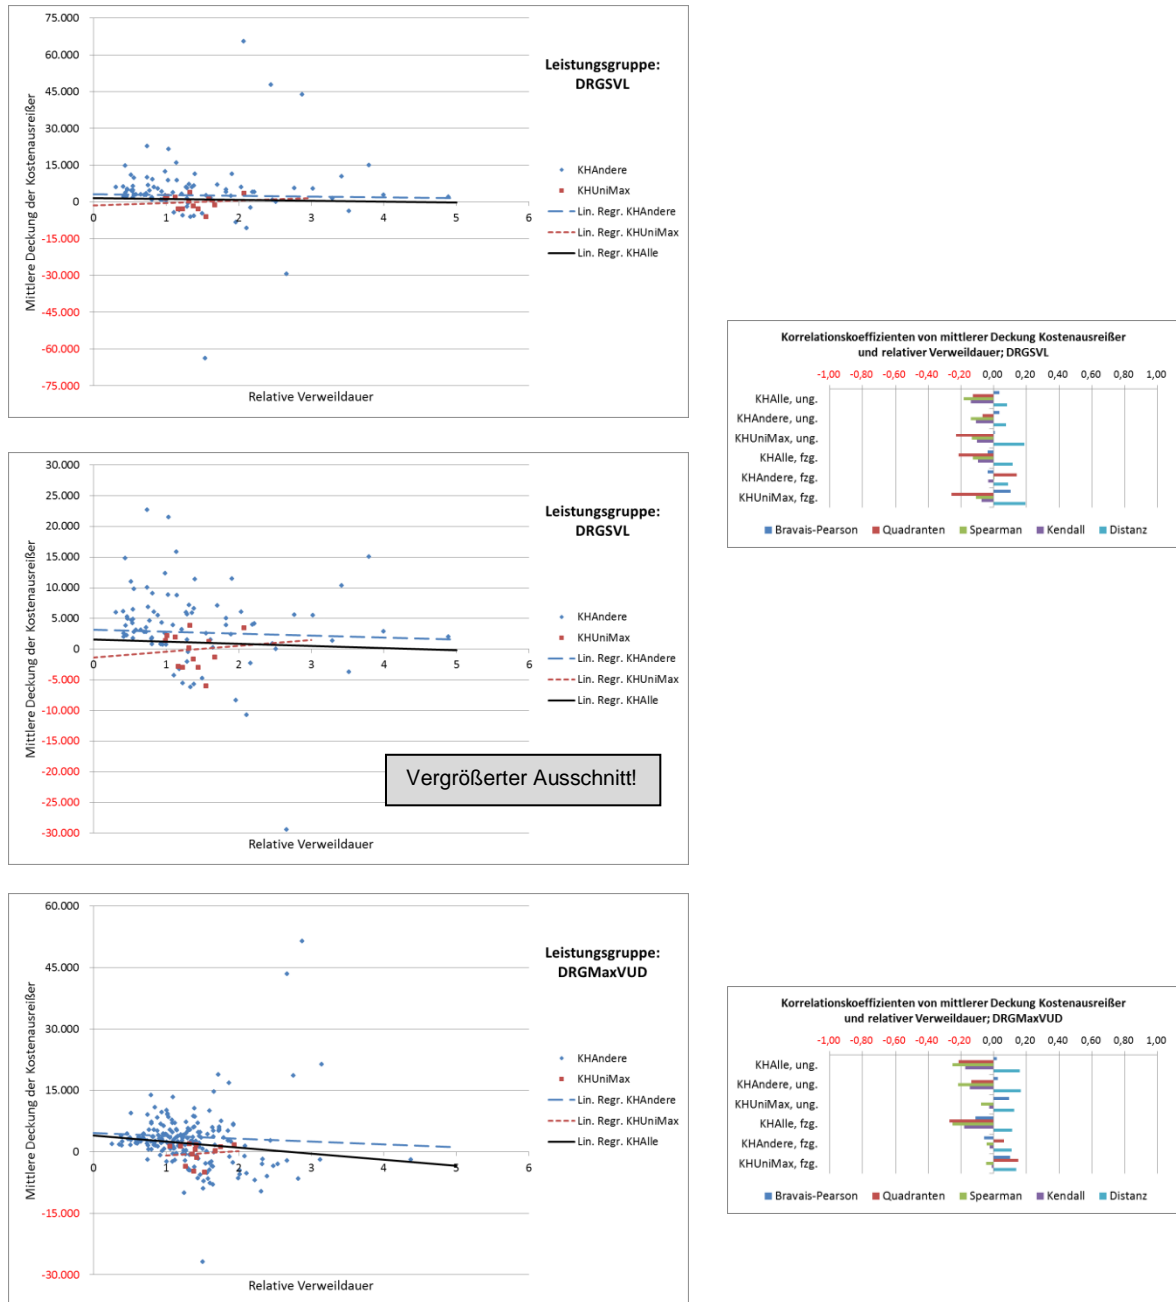 75.000
60.000
45.000
30.000
15.000
0
-15.000
-30.000
-45.000
-60.000
-75.000
0 1 2 3 4 5 6
Mittlere Deckung der Kostenausreißer
Relative Verweildauer
Leistungsgruppe:
DRGSVL
KHAndere
KHUniMax
Lin. Regr. KHAndere
Lin. Regr. KHUniMax
Lin. Regr. KHAlle
Korrelationskoeffizienten von mittlerer Deckung Kostenausreißer
und relativer Verweildauer; DRGSVL
-1,00 -0,80 -0,60 -0,40 -0,20 0,00 0,20 0,40 0,60 0,80 1,00
KHAlle, ung.
KHAndere, ung.
KHUniMax, ung.
KHAlle, fzg.
KHAndere, fzg.
KHUniMax, fzg.
Bravais-Pearson Quadranten Spearman Kendall Distanz
30.000
25.000
20.000
15.000
10.000
5.000
0
-5.000
-10.000
-15.000
-20.000
-25.000
-30.000
0 1 2 3 4 5 6
Mittlere Deckung der Kostenausreißer
Relative Verweildauer
Leistungsgruppe:
DRGSVL
KHAndere
KHUniMax
Lin. Regr. KHAndere
Lin. Regr. KHUniMax
Lin. Regr. KHAlle
Vergrößerter Ausschnitt!
60.000
45.000
30.000
15.000
0
-15.000
-30.000
0 1 2 3 4 5 6
Mittlere Deckung der Kostenausreißer
Relative Verweildauer
Leistungsgruppe:
DRGMaxVUD
KHAndere
KHUniMax
Lin. Regr. KHAndere
Lin. Regr. KHUniMax
Lin. Regr. KHAlle
Korrelationskoeffizienten von mittlerer Deckung Kostenausreißer
und relativer Verweildauer; DRGMaxVUD
-1,00 -0,80 -0,60 -0,40 -0,20 0,00 0,20 0,40 0,60 0,80 1,00
KHAlle, ung.
KHAndere, ung.
KHUniMax, ung.
KHAlle, fzg.
KHAndere, fzg.
KHUniMax, fzg.
Bravais-Pearson Quadranten Spearman Kendall Distanz